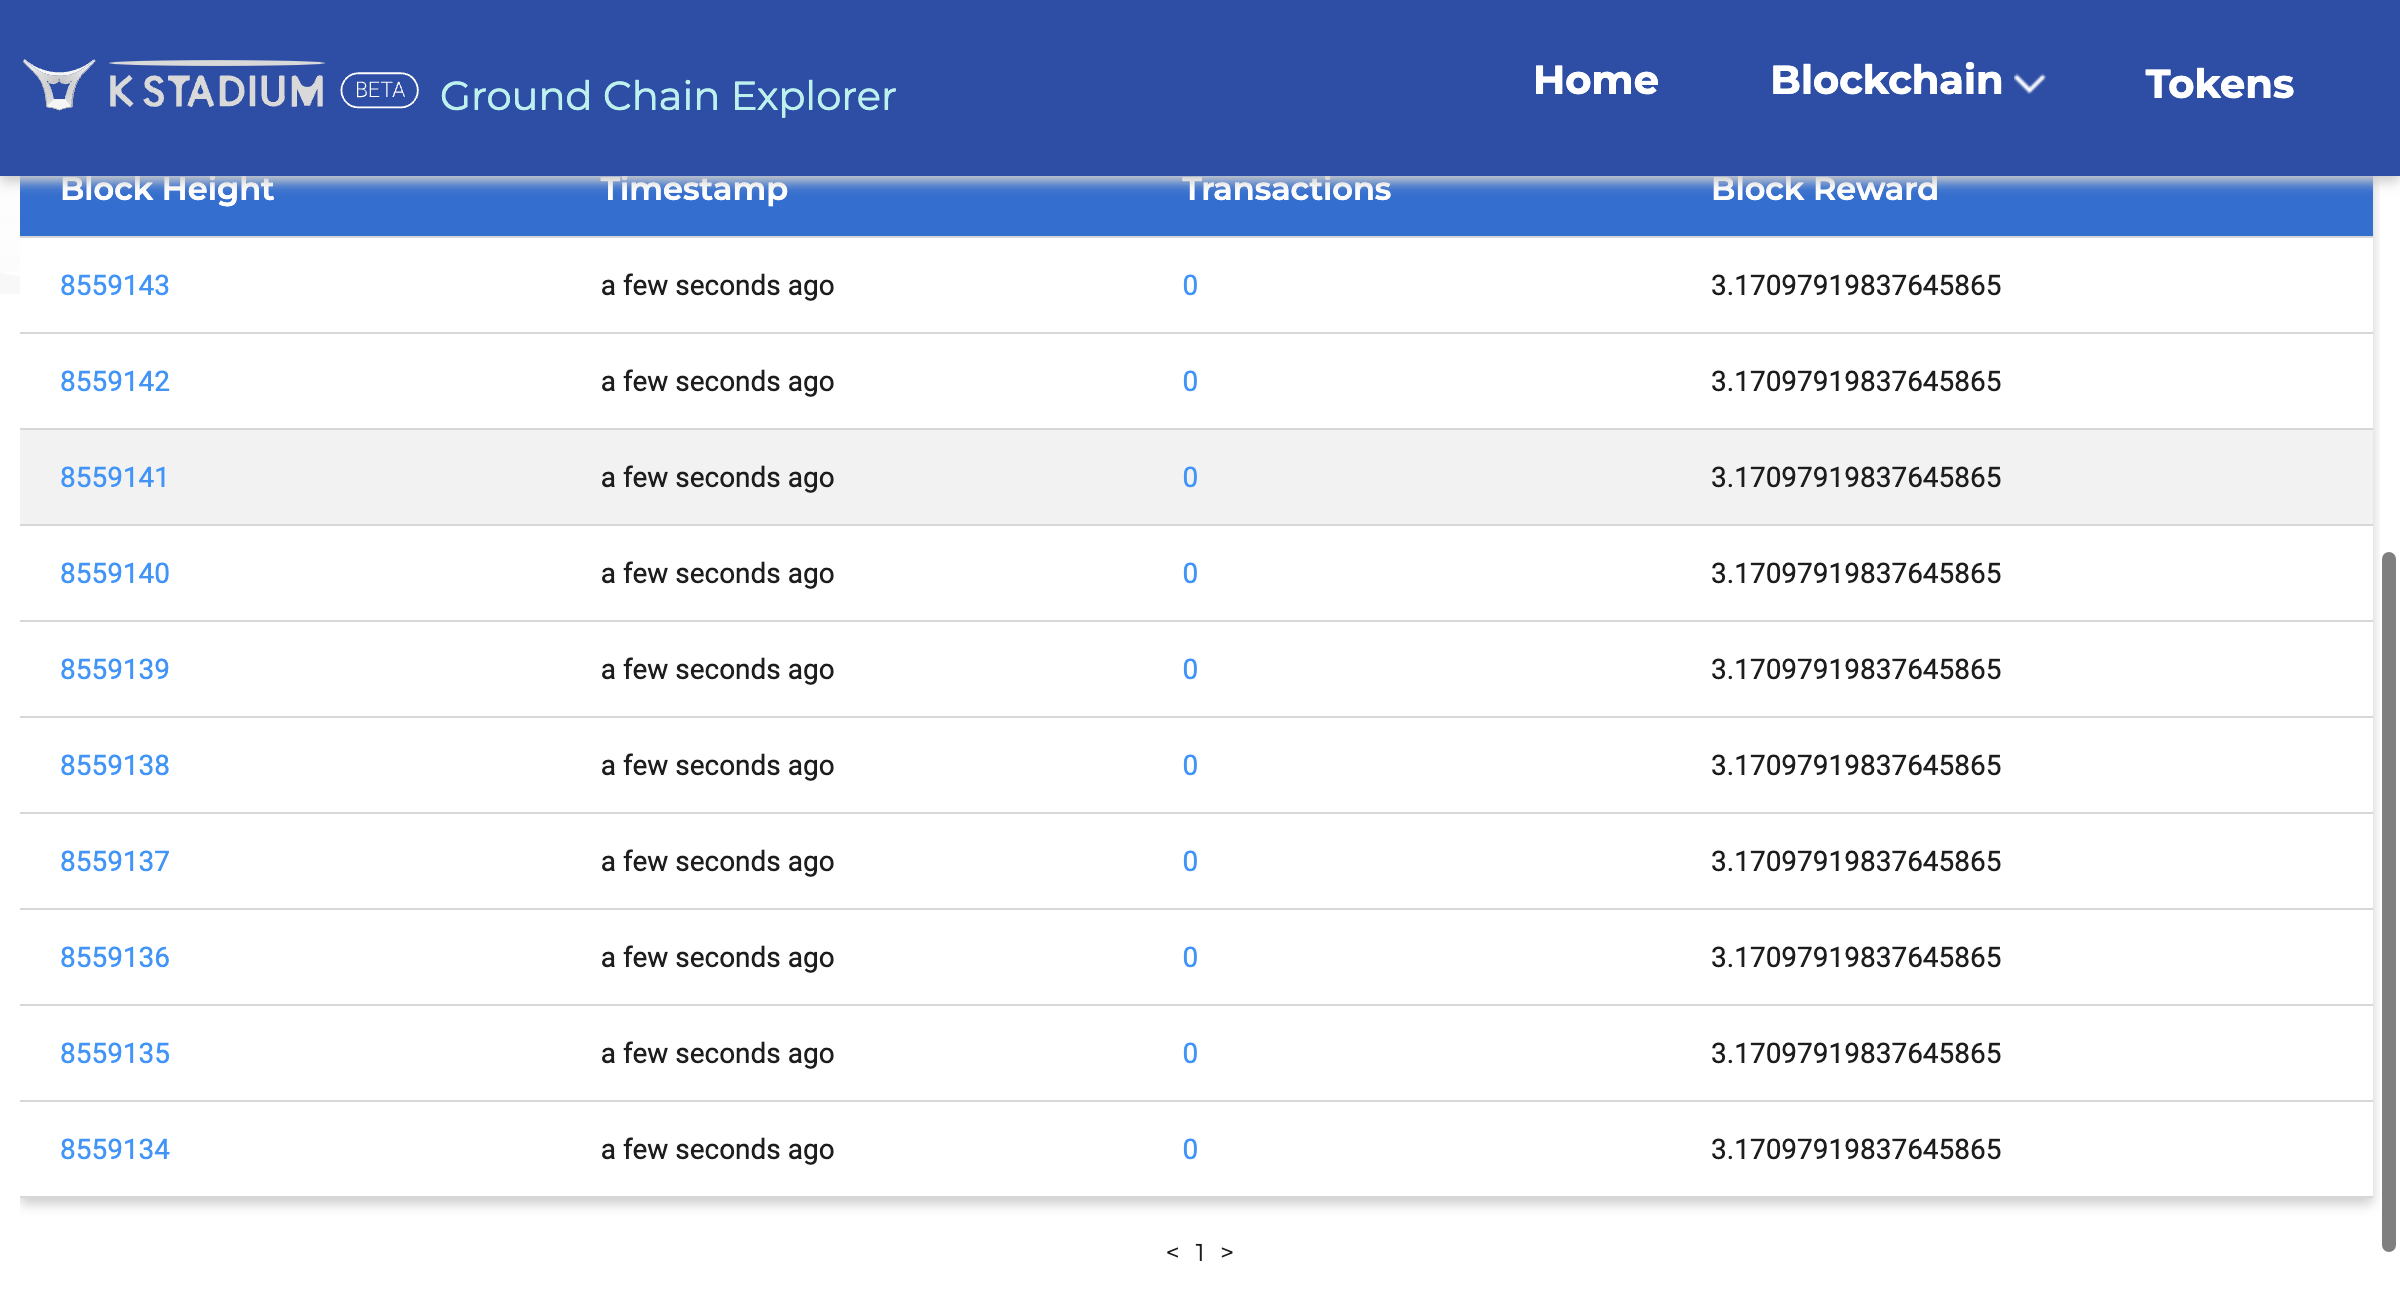 K STADIUM BETA Ground Chain Explorer Home Blockchain Tokens
Block Height Timestamp Transactions Block Reward
8559143 a few seconds ago 0 3.17097919837645865
8559142 a few seconds ago 0 3.17097919837645865
8559141 a few seconds ago 0 3.17097919837645865
8559140 a few seconds ago 0 3.17097919837645865
8559139 a few seconds ago 0 3.17097919837645865
8559138 a few seconds ago 0 3.17097919837645865
8559137 a few seconds ago 0 3.17097919837645865
8559136 a few seconds ago 0 3.17097919837645865
8559135 a few seconds ago 0 3.17097919837645865
8559134 a few seconds ago 0 3.17097919837645865
< 1 >